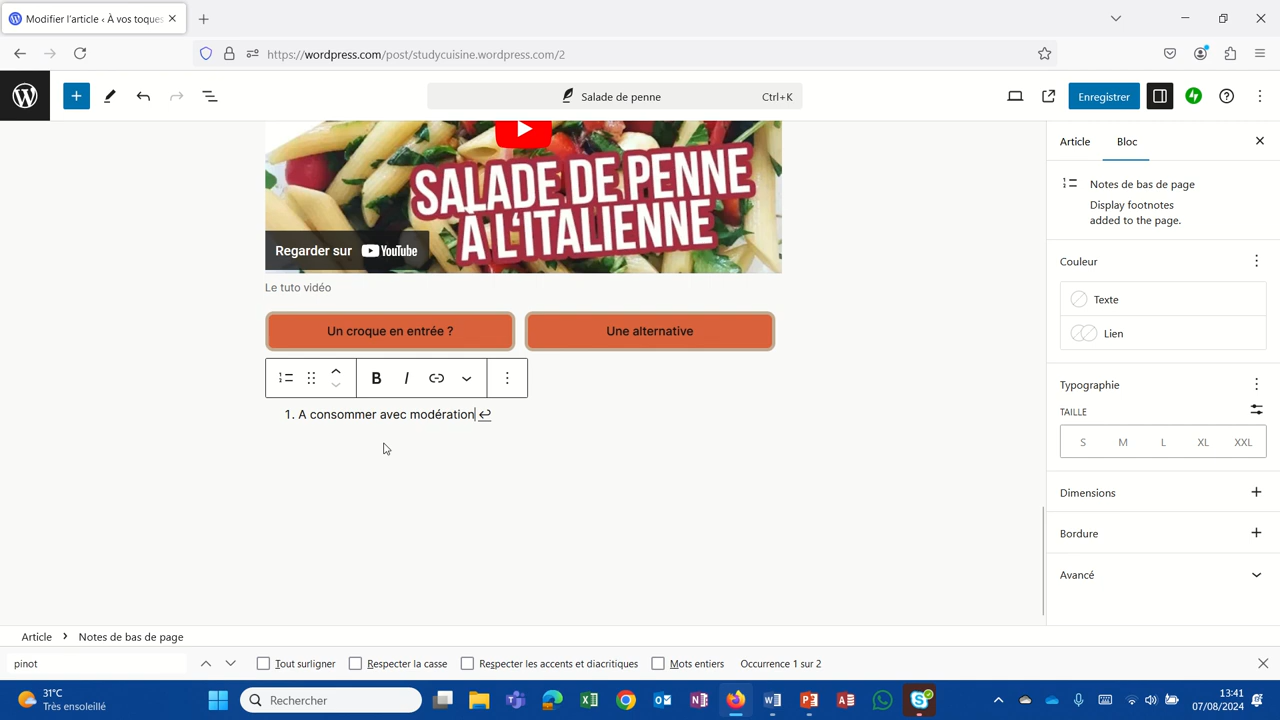 Modifier l'article ‹ À vos toques
https://wordpress.com/post/studycuisine.wordpress.com/2
Salade de penne
Ctrl+K
Enregistrer
SALADE DE PENNE
À L'ITALIENNE
Regarder sur YouTube
Le tuto vidéo
Un croque en entrée ?
Une alternative
B I
1. A consommer avec modération ↩
Article
Bloc
Notes de bas de page
Display footnotes
added to the page.
Couleur
Texte
Lien
Typographie
TAILLE
S M L XL XXL
Dimensions
Bordure
Avancé
Article > Notes de bas de page
pinot
Tout surligner
Respecter la casse
Respecter les accents et diacritiques
Mots entiers
Occurrence 1 sur 2
31°C
Très ensoleillé
Rechercher
13:41
07/08/2024